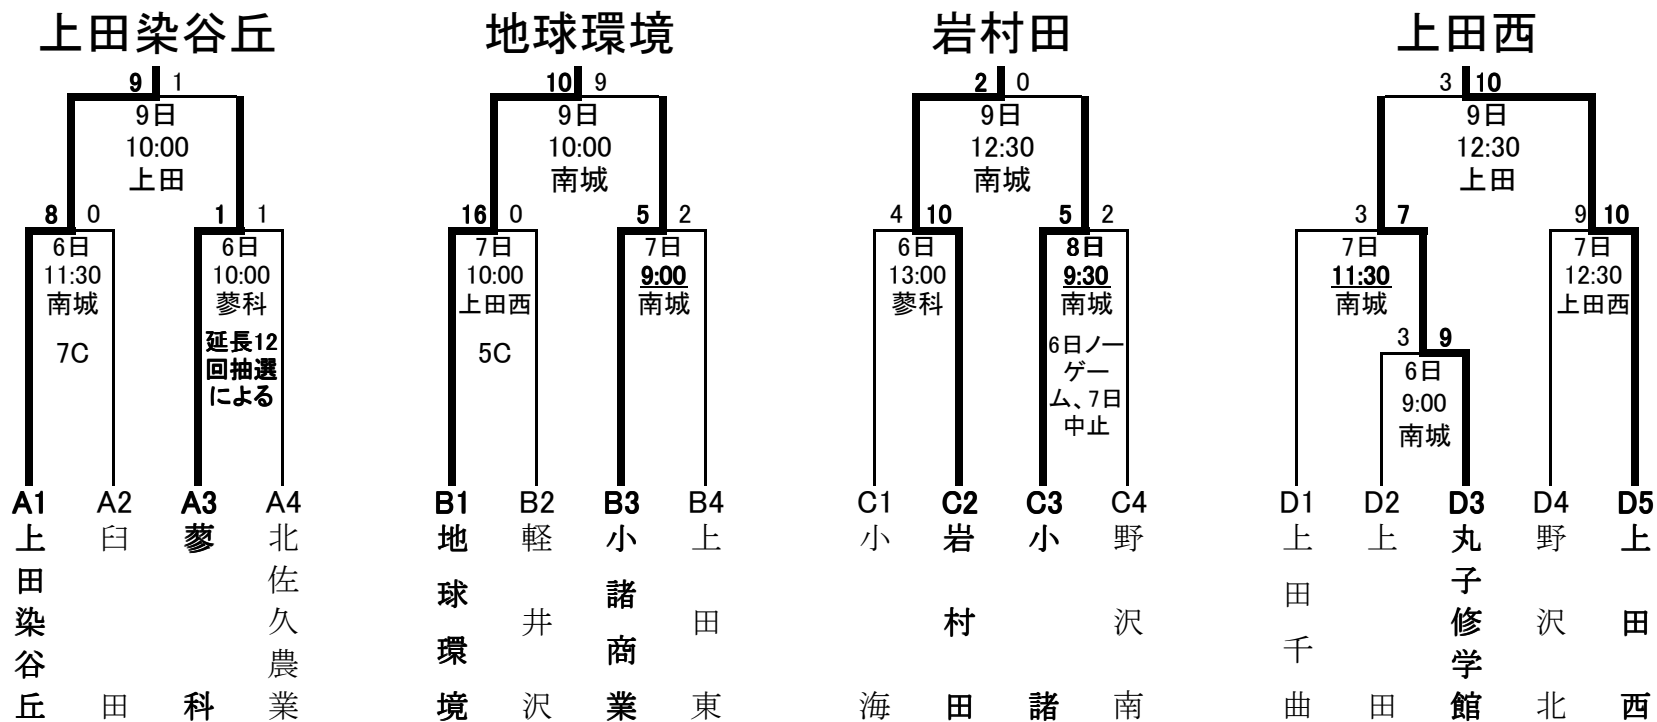 上田染谷丘
地球環境
岩村田
上田西
9 1
10 9
2 0
3 10
9日
10:00
上田
9日
10:00
南城
9日
12:30
南城
9日
12:30
上田
8 0
1 1
16 0
5 2
4 10
5 2
3 7
9 10
6日
11:30
南城
7C
6日
10:00
蓼科
延長12
回抽選
による
7日
10:00
上田西
5C
7日
9:00
南城
6日
13:00
蓼科
8日
9:30
南城
6日ノー
ゲー
ム、7日
中止
7日
11:30
南城
3 9
6日
9:00
南城
7日
12:30
上田西
A1 A2 A3 A4
B1 B2 B3 B4
C1 C2 C3 C4
D1 D2 D3 D4 D5
上田染谷丘
臼田
蓼科
北佐久農業
地球環境
軽井沢
小諸商業
上田東
小海
岩村田
小諸
野沢南
上田千曲
上田
丸子修学館
野沢北
上田西